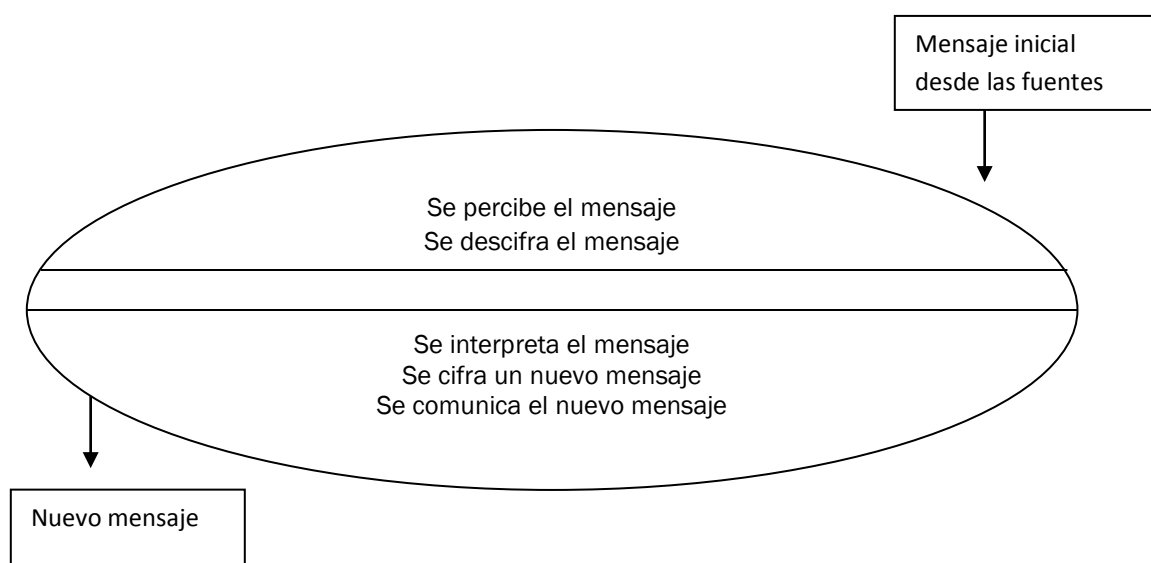 Mensaje inicial
desde las fuentes
Se percibe el mensaje
Se descifra el mensaje
Se interpreta el mensaje
Se cifra un nuevo mensaje
Se comunica el nuevo mensaje
Nuevo mensaje